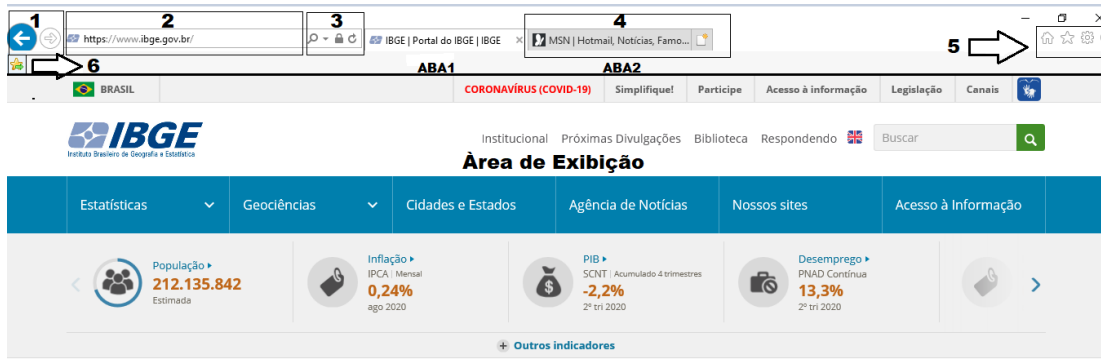 1 2 3 4
https://www.ibge.gov.br/ IBGE | Portal do IBGE | IBGE MSN | Hotmail, Notícias, Famo...
5
6 ABA1 ABA2
BRASIL CORONAVÍRUS (COVID-19) Simplifique! Participe Acesso à informação Legislação Canais
IBGE
Instituto Brasileiro de Geografia e Estatística
Institucional Próximas Divulgações Biblioteca Respondendo Buscar
Àrea de Exibição
Estatísticas Geociências Cidades e Estados Agência de Notícias Nossos sites Acesso à Informação
População
212.135.842
Estimada
Inflação
IPCA | Mensal
0,24%
ago 2020
PIB
SCNT | Acumulado 4 trimestres
-2,2%
2º tri 2020
Desemprego
PNAD Contínua
13,3%
2º tri 2020
Outros indicadores